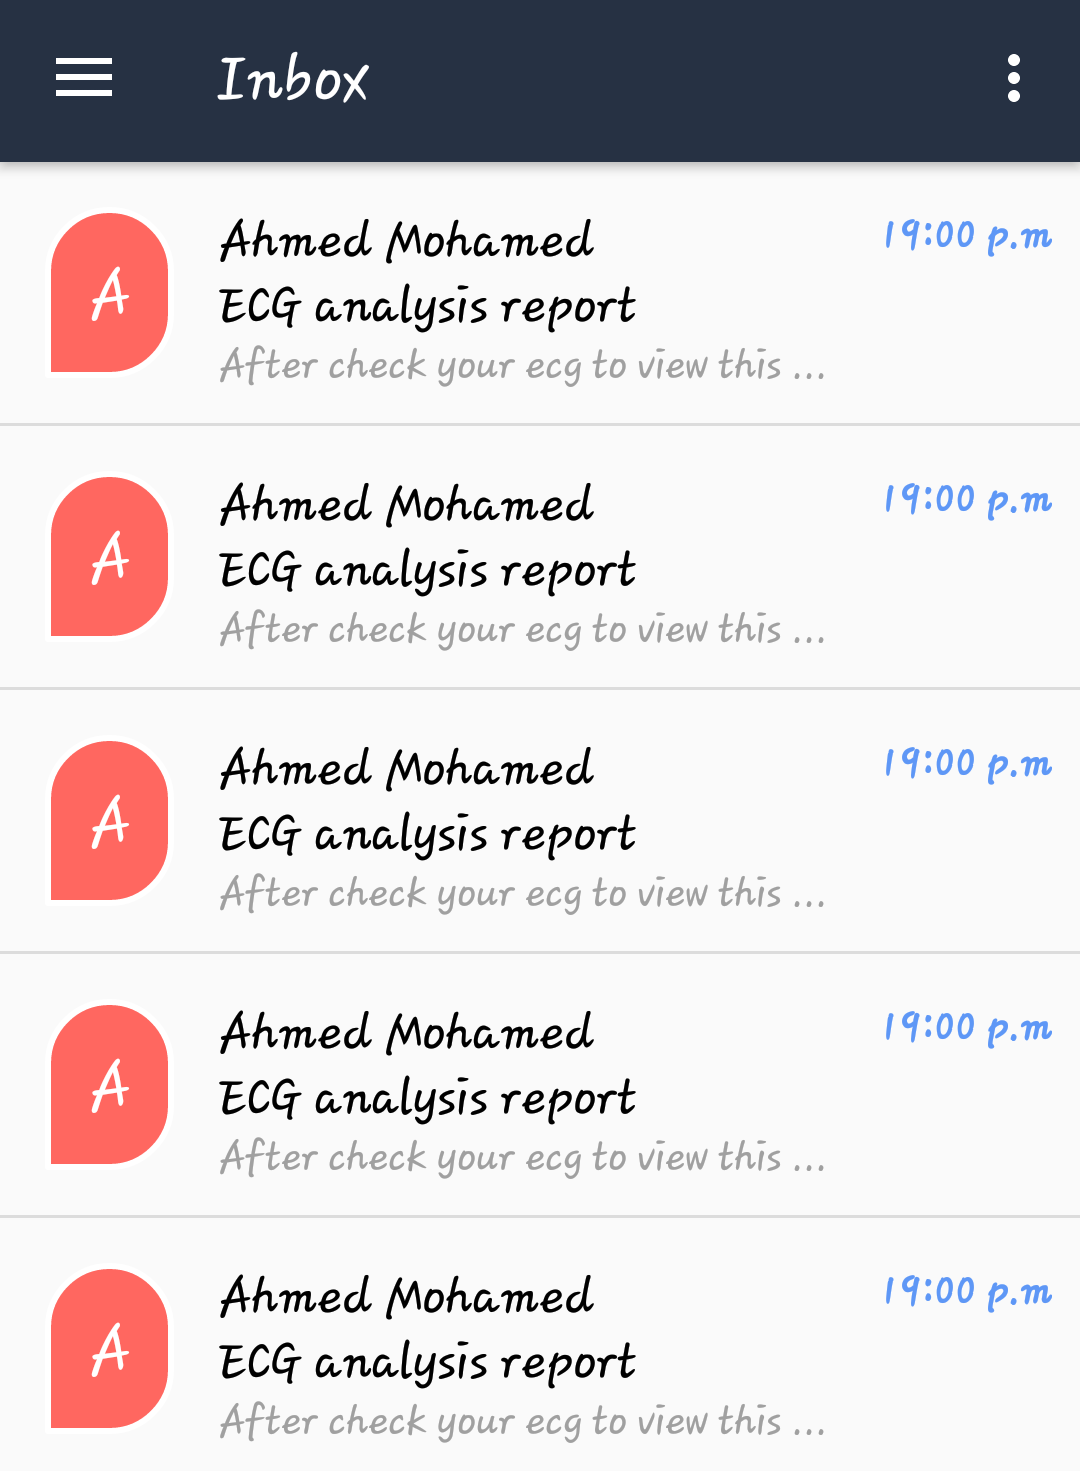 Inbox
A
Ahmed Mohamed
19:00 p.m
ECG analysis report
After check your ecg to view this ...
A
Ahmed Mohamed
19:00 p.m
ECG analysis report
After check your ecg to view this ...
A
Ahmed Mohamed
19:00 p.m
ECG analysis report
After check your ecg to view this ...
A
Ahmed Mohamed
19:00 p.m
ECG analysis report
After check your ecg to view this ...
A
Ahmed Mohamed
19:00 p.m
ECG analysis report
After check your ecg to view this ...